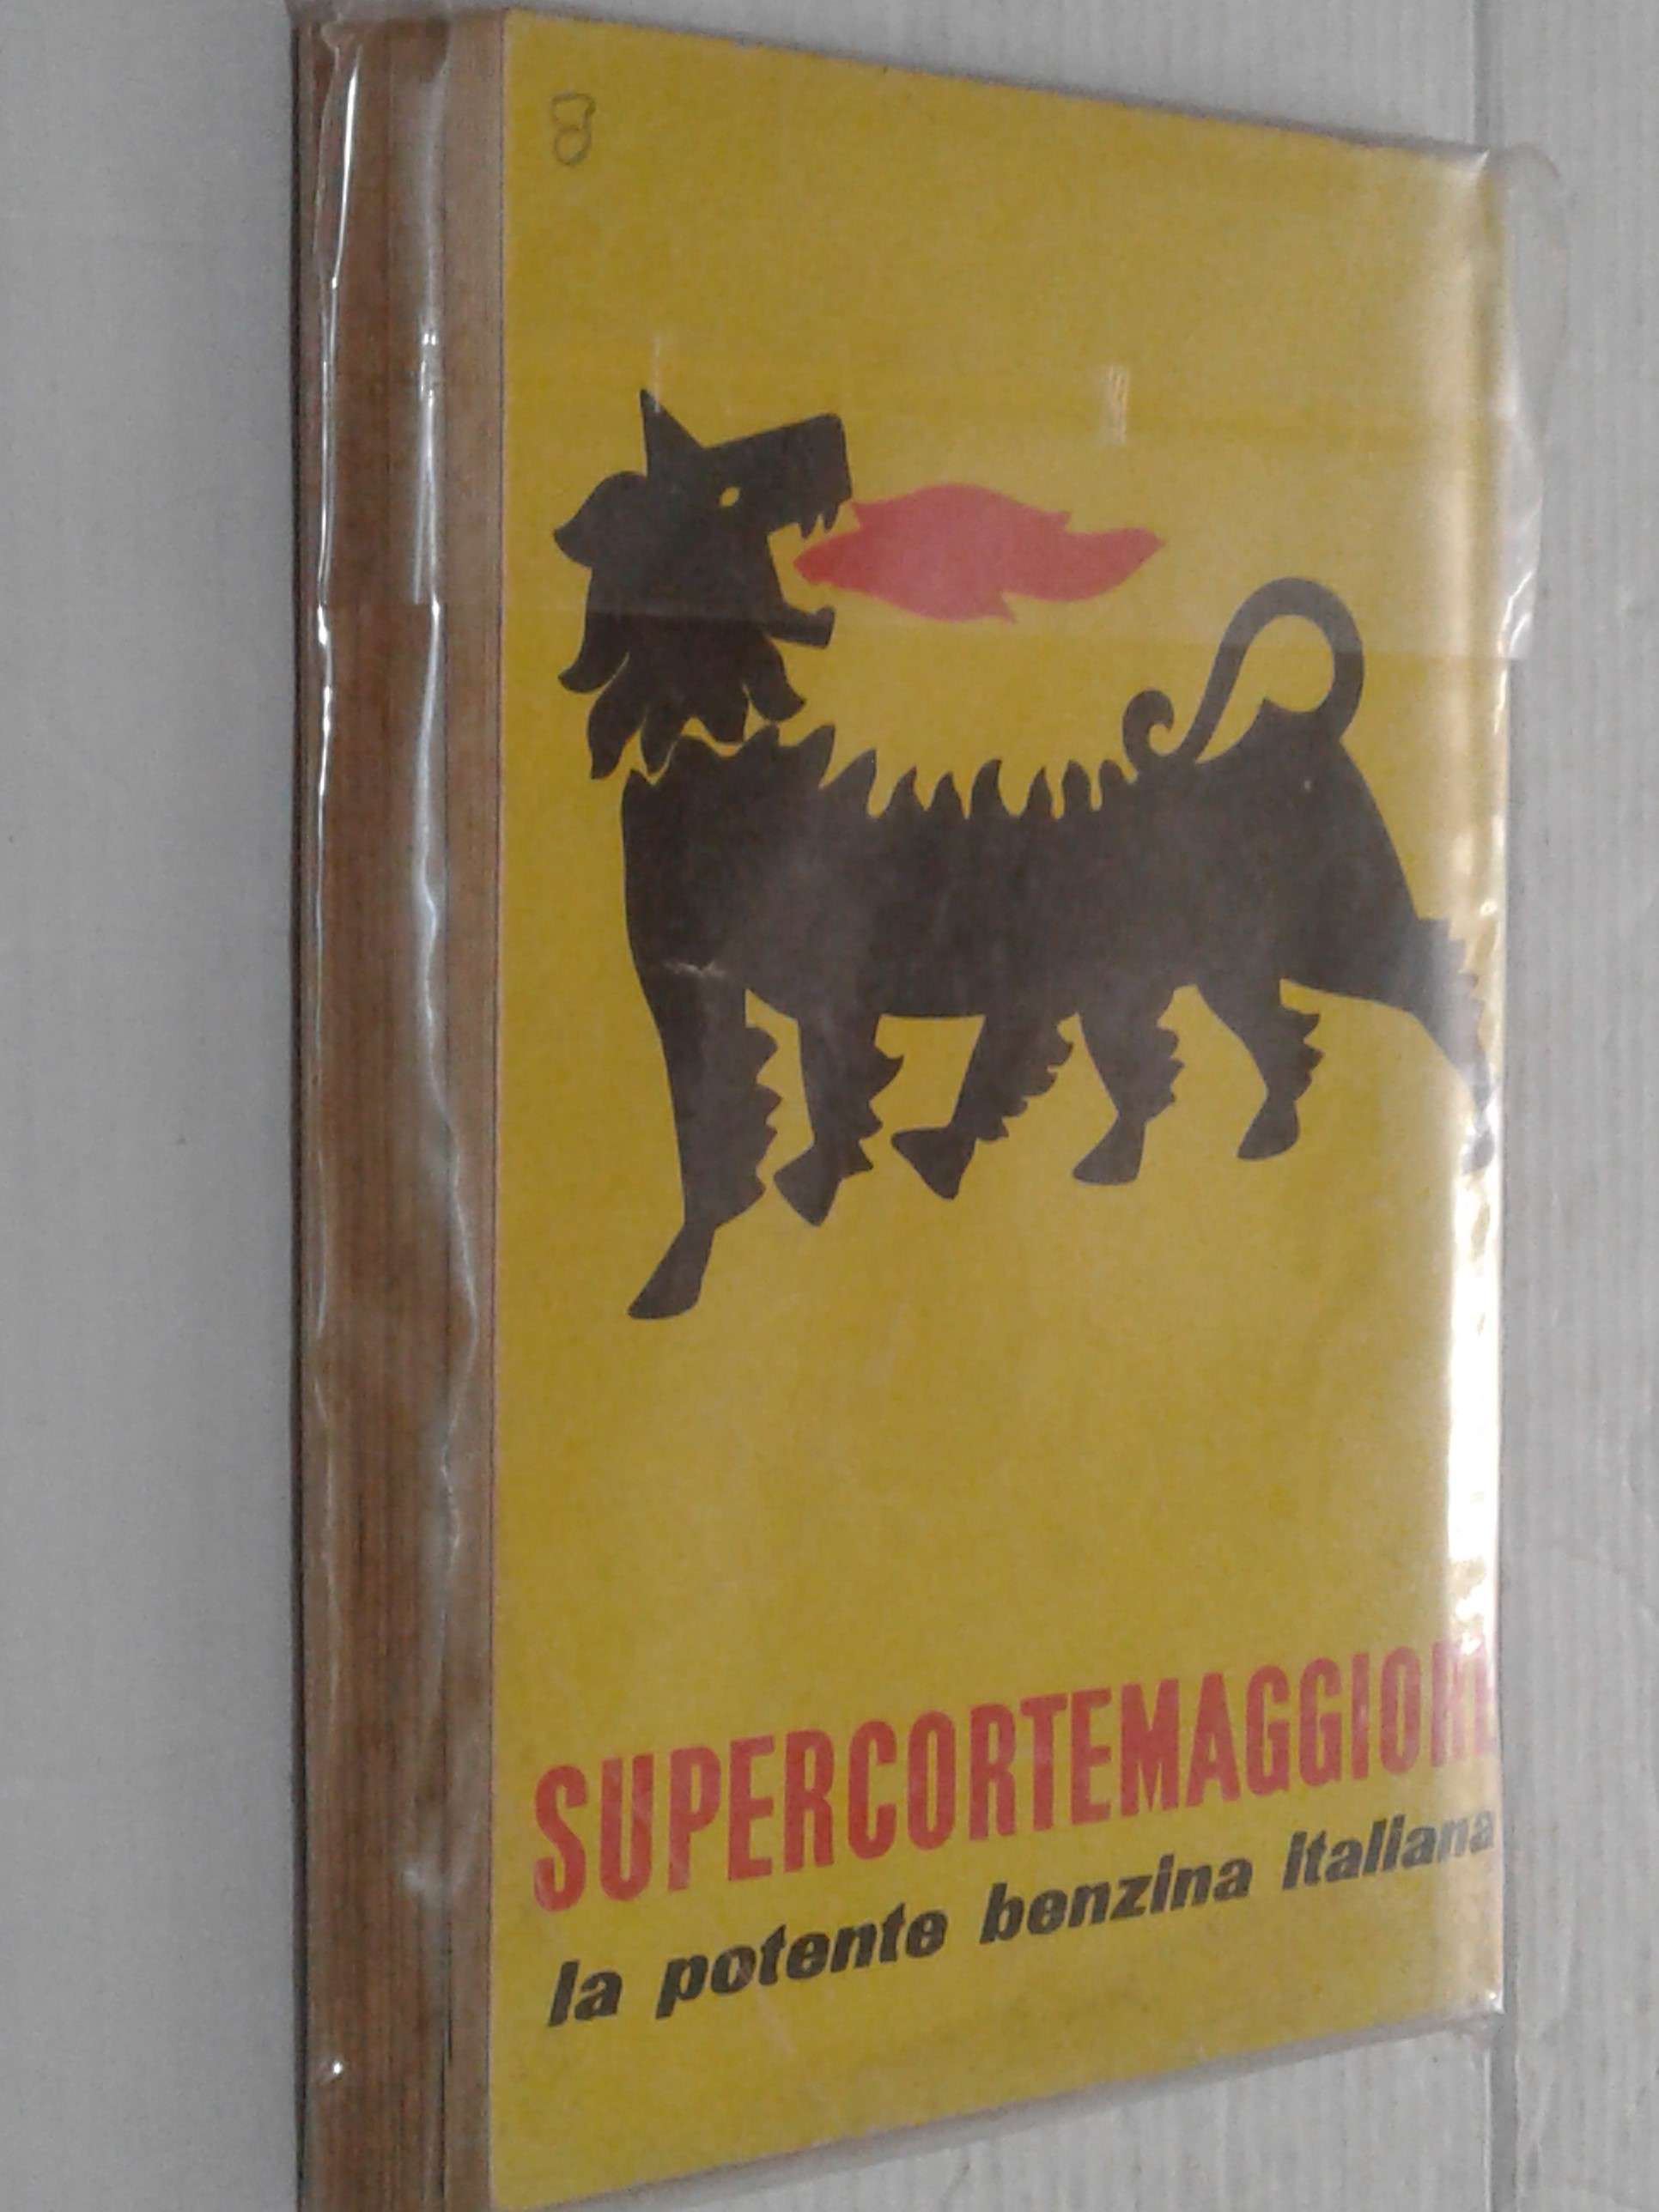 8
SUPERCORTEMAGGIORE
la potente benzina italiana